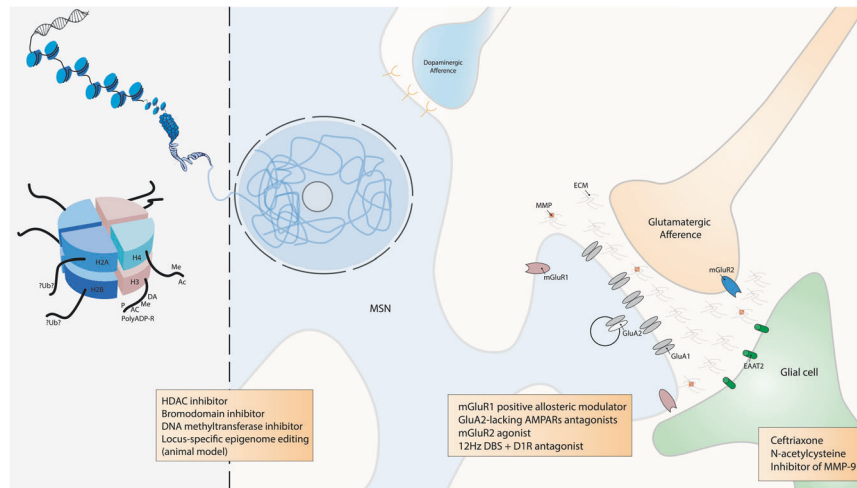 Dopaminergic
Afference
ECM
MMP
Glutamatergic
Afference
mGluR1
mGluR2
MSN
GluA2
GluA1
EAAT2
Glial cell
H2A
H4
H2B
H3
Me
Ac
?Ub?
?Ub?
DA
Me
AC
P
PolyADP-R
HDAC inhibitor
Bromodomain inhibitor
DNA methyltransferase inhibitor
Locus-specific epigenome editing
(animal model)
mGluR1 positive allosteric modulator
GluA2-lacking AMPARs antagonists
mGluR2 agonist
12Hz DBS + D1R antagonist
Ceftriaxone
N-acetylcysteine
Inhibitor of MMP-9